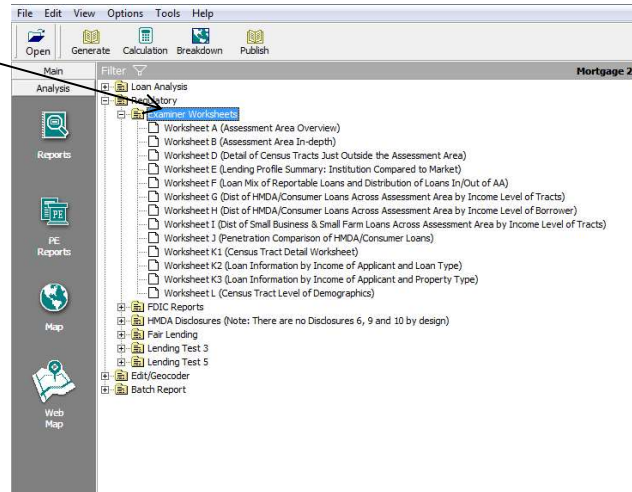 File Edit View Options Tools Help
Open Generate Calculation Breakdown Publish
Main
Filter
Mortgage 2
Analysis
Loan Analysis
Regulatory
Examiner Worksheets
Worksheet A (Assessment Area Overview)
Worksheet B (Assessment Area In-depth)
Worksheet D (Detail of Census Tracts Just Outside the Assessment Area)
Reports
Worksheet E (Lending Profile Summary: Institution Compared to Market)
Worksheet F (Loan Mix of Reportable Loans and Distribution of Loans In/Out of AA)
Worksheet G (Dist of HMDA/Consumer Loans Across Assessment Area by Income Level of Tracts)
Worksheet H (Dist of HMDA/Consumer Loans Across Assessment Area by Income Level of Borrower)
PE
Worksheet I (Dist of Small Business & Small Farm Loans Across Assessment Area by Income Level of Tracts)
Worksheet J (Penetration Comparison of HMDA/Consumer Loans)
PE
Reports
Worksheet K1 (Census Tract Detail Worksheet)
Worksheet K2 (Loan Information by Income of Applicant and Loan Type)
Worksheet K3 (Loan Information by Income of Applicant and Property Type)
Worksheet L (Census Tract Level of Demographics)
FDIC Reports
HMDA Disclosures (Note: There are no Disclosures 6, 9 and 10 by design)
Map
Fair Lending
Lending Test 3
Lending Test 5
Edit/Geocoder
Batch Report
Web
Map